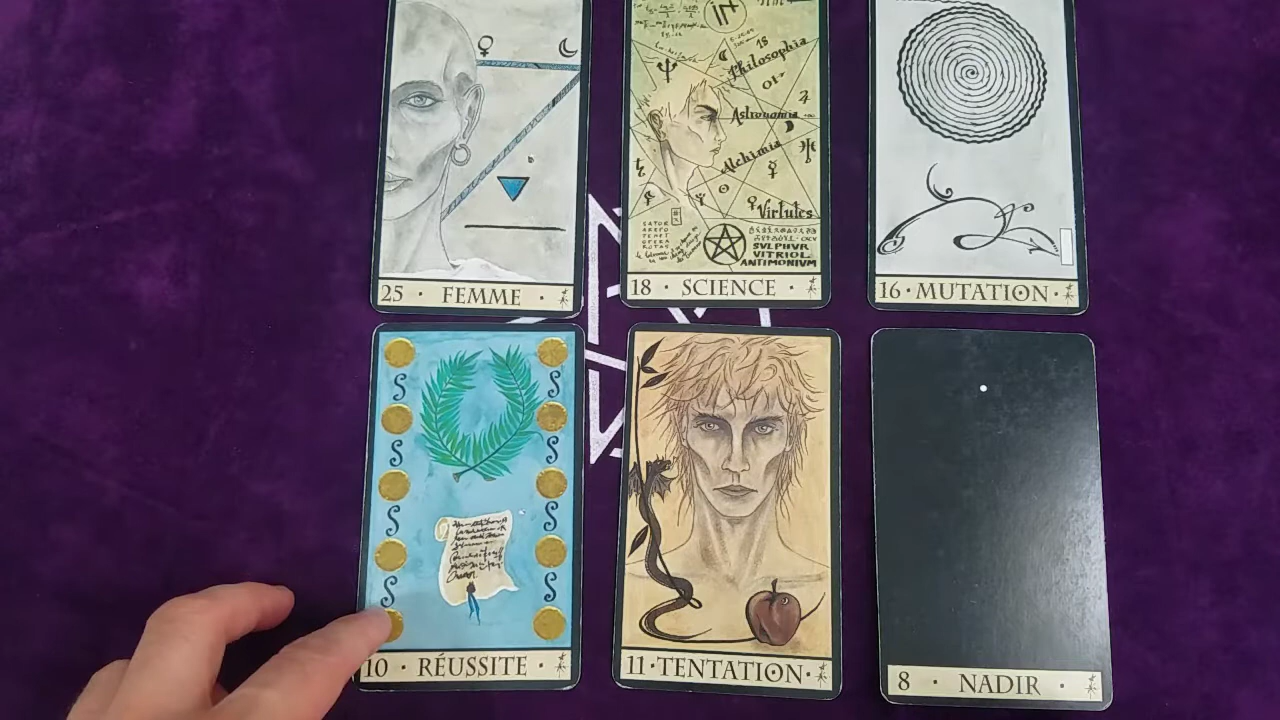 18
Philosophia
Astronomia
Alchimia
Virtutes
SATOR
AREPO
TENET
OPERA
ROTAS
SULPHUR
VITRIOL
ANTIMONIUM
25 · FEMME ·
18 · SCIENCE ·
16 · MUTATION ·
S S
S S
S S
S S
10 · RÉUSSITE ·
11 · TENTATION ·
8 · NADIR ·